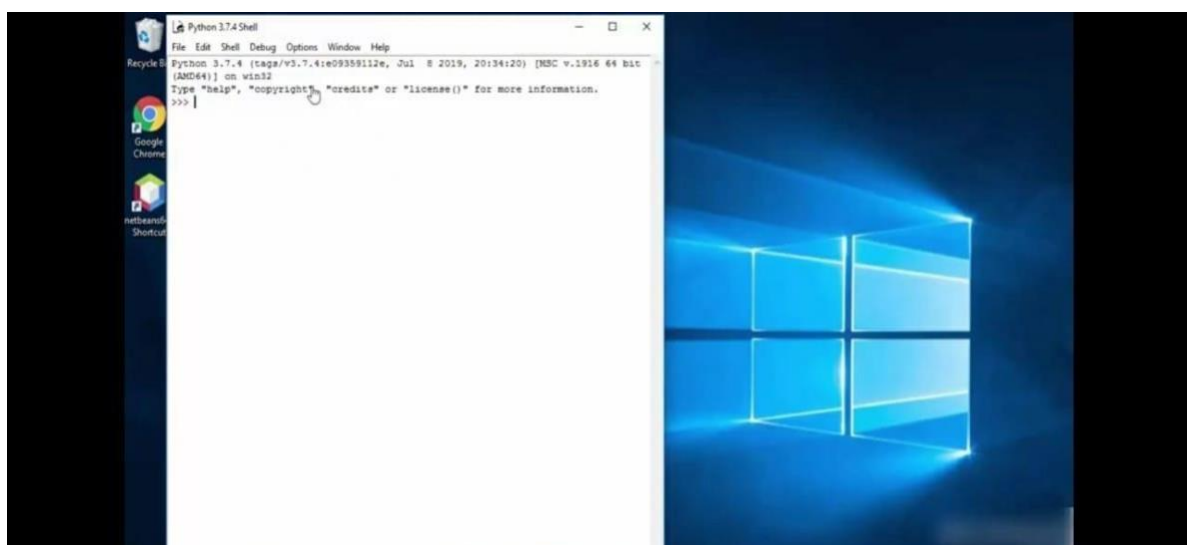 Python 3.7.4 Shell
File Edit Shell Debug Options Window Help
Python 3.7.4 (tags/v3.7.4:e09359112e, Jul 8 2019, 20:34:20) [MSC v.1916 64 bit
(AMD64)] on win32
Type "help", "copyright", "credits" or "license()" for more information.
>>>
Recycle Bi
Google
Chrome
netbeans6
Shortcut